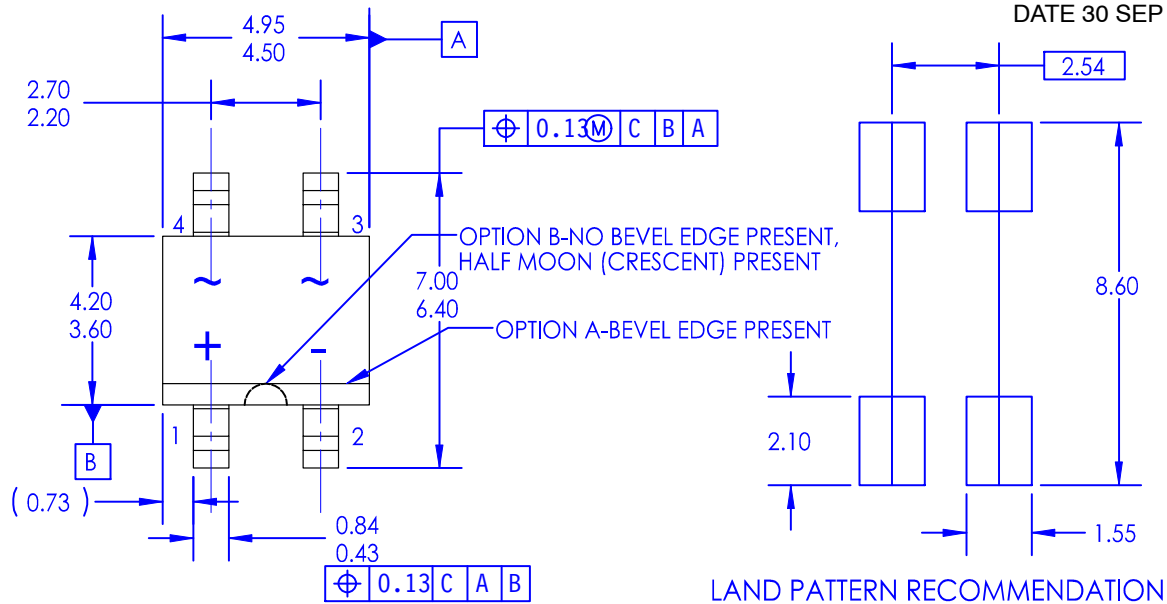 DATE 30 SEP
4.95
4.50
A
2.54
2.70
2.20
⌖ 0.13Ⓜ C B A
4
3
OPTION B-NO BEVEL EDGE PRESENT,
HALF MOON (CRESCENT) PRESENT
~ ~
7.00
6.40
8.60
4.20
3.60
OPTION A-BEVEL EDGE PRESENT
+ -
1
2
2.10
B
( 0.73 )
0.84
0.43
1.55
⌖ 0.13 C A B
LAND PATTERN RECOMMENDATION